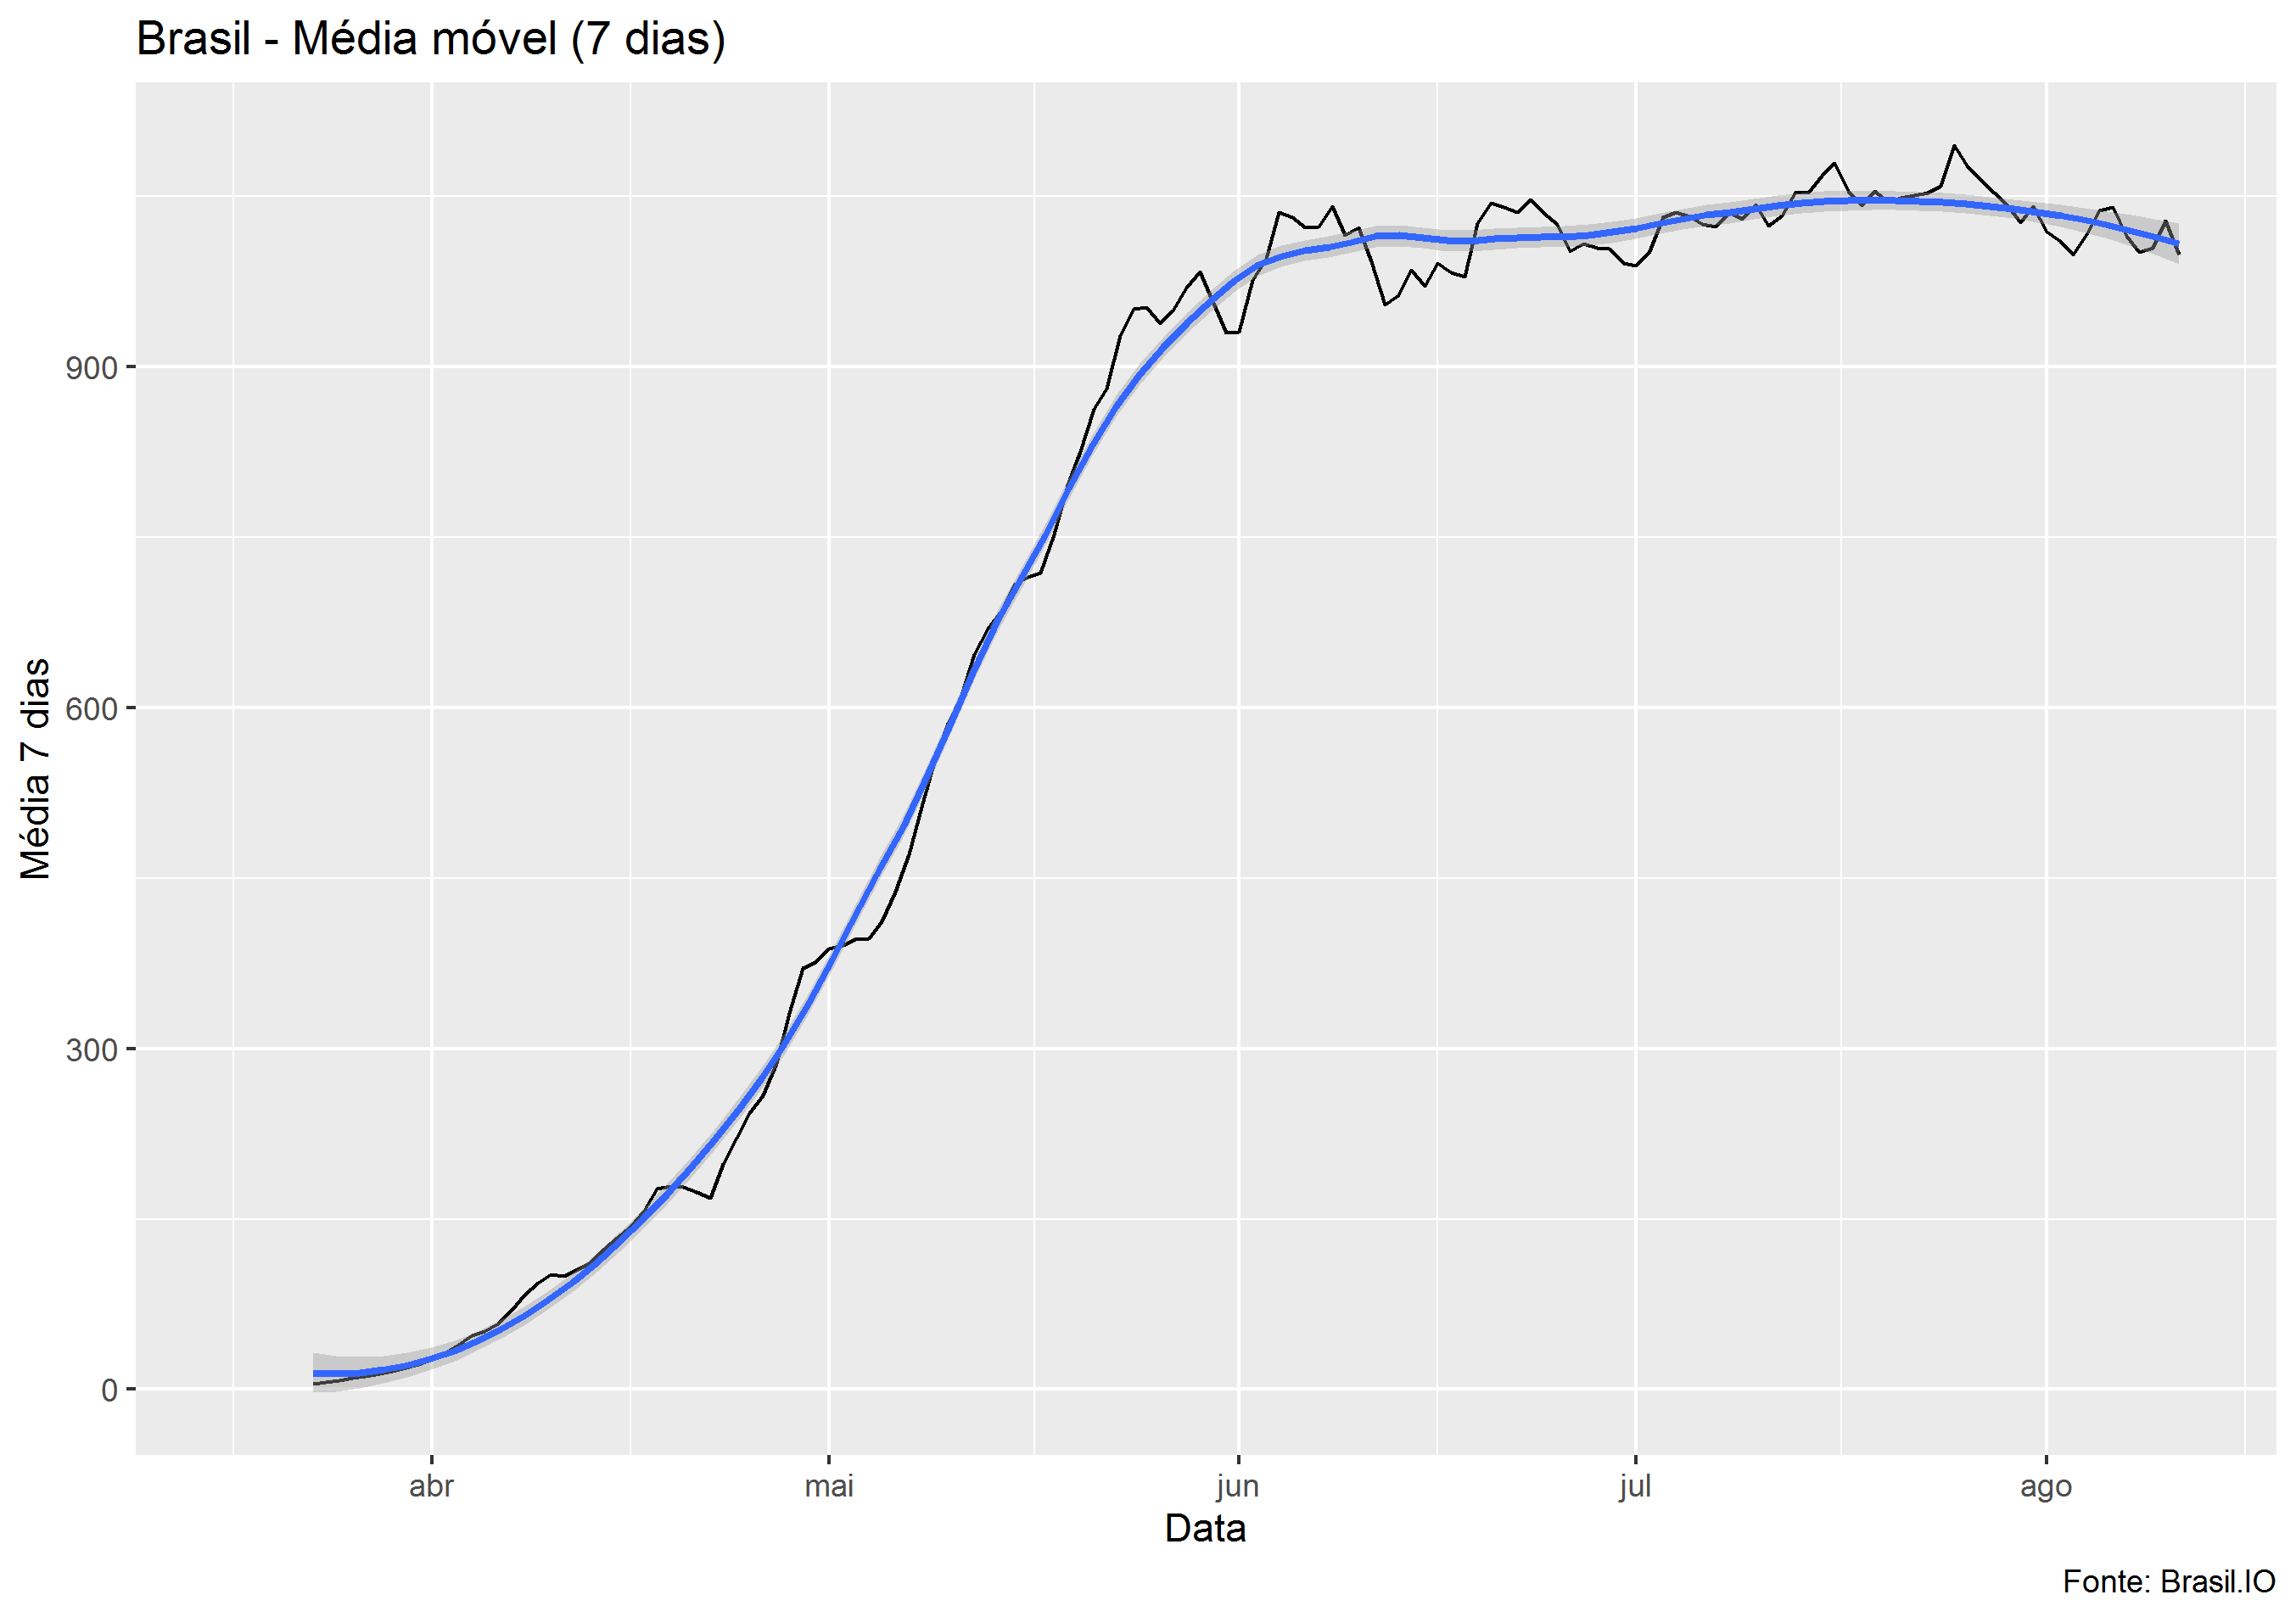 Brasil - Média móvel (7 dias)
Média 7 dias
900
600
300
0
abr mai jun jul ago
Data
Fonte: Brasil.IO